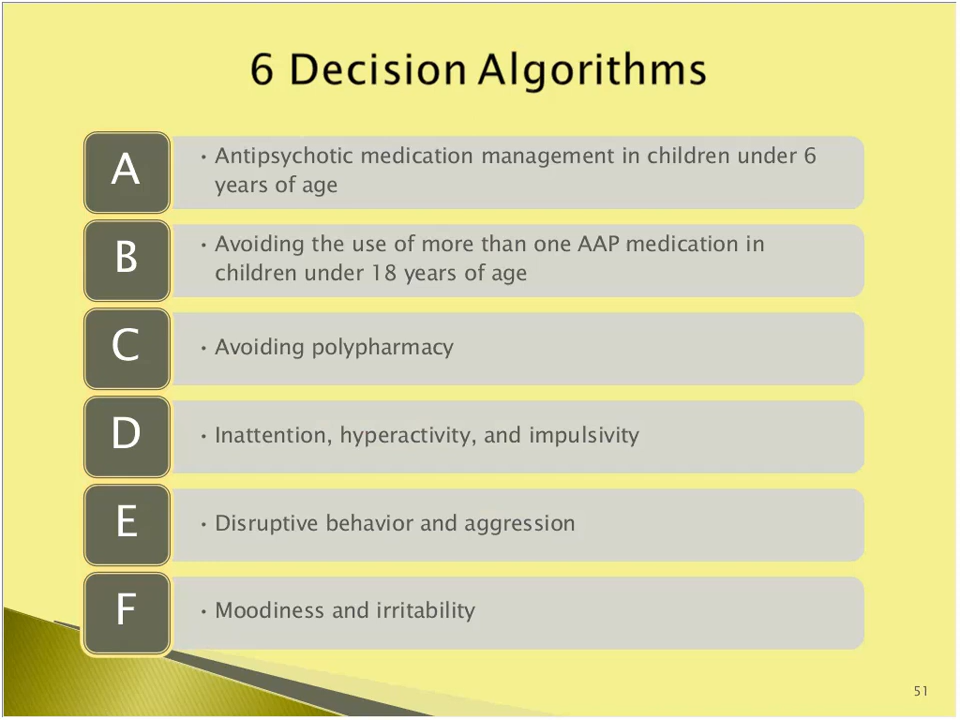 6 Decision Algorithms
A
• Antipsychotic medication management in children under 6
years of age
B
• Avoiding the use of more than one AAP medication in
children under 18 years of age
C
• Avoiding polypharmacy
D
• Inattention, hyperactivity, and impulsivity
E
• Disruptive behavior and aggression
F
• Moodiness and irritability
51